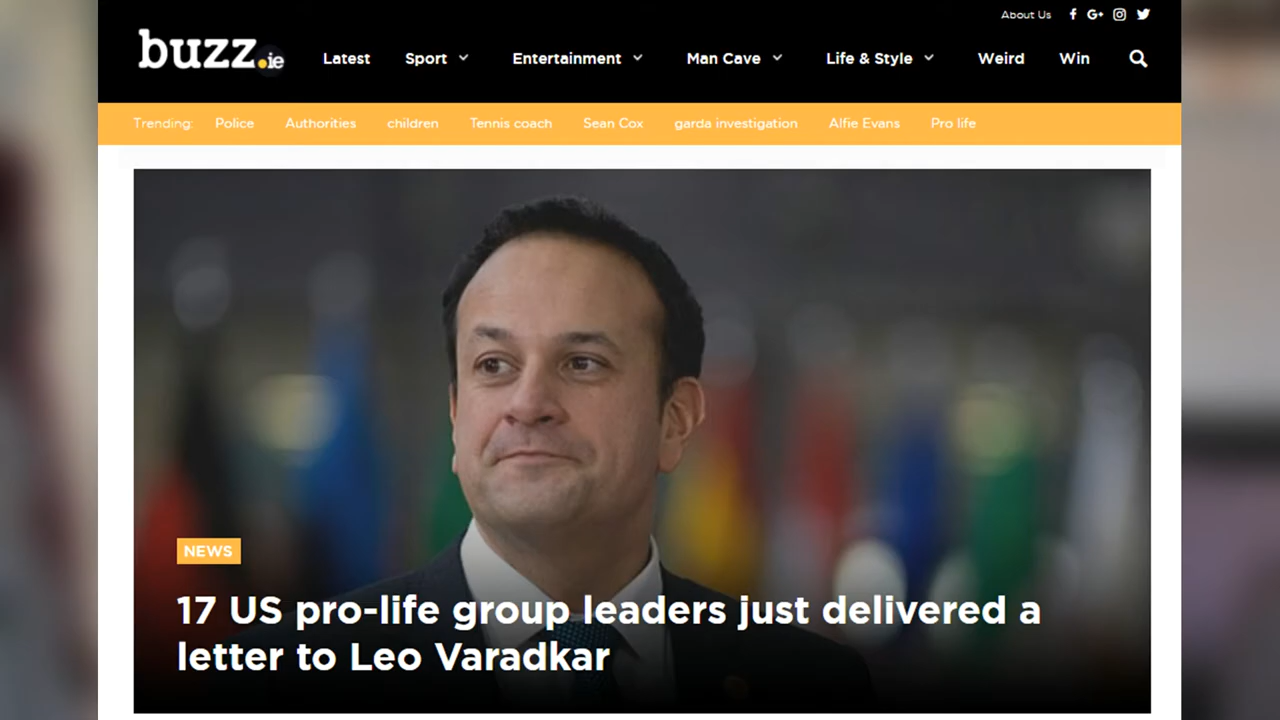 About Us
buzz.ie
Latest Sport Entertainment Man Cave Life & Style Weird Win
Trending: Police Authorities children Tennis coach Sean Cox garda investigation Alfie Evans Pro life
NEWS
17 US pro-life group leaders just delivered a
letter to Leo Varadkar